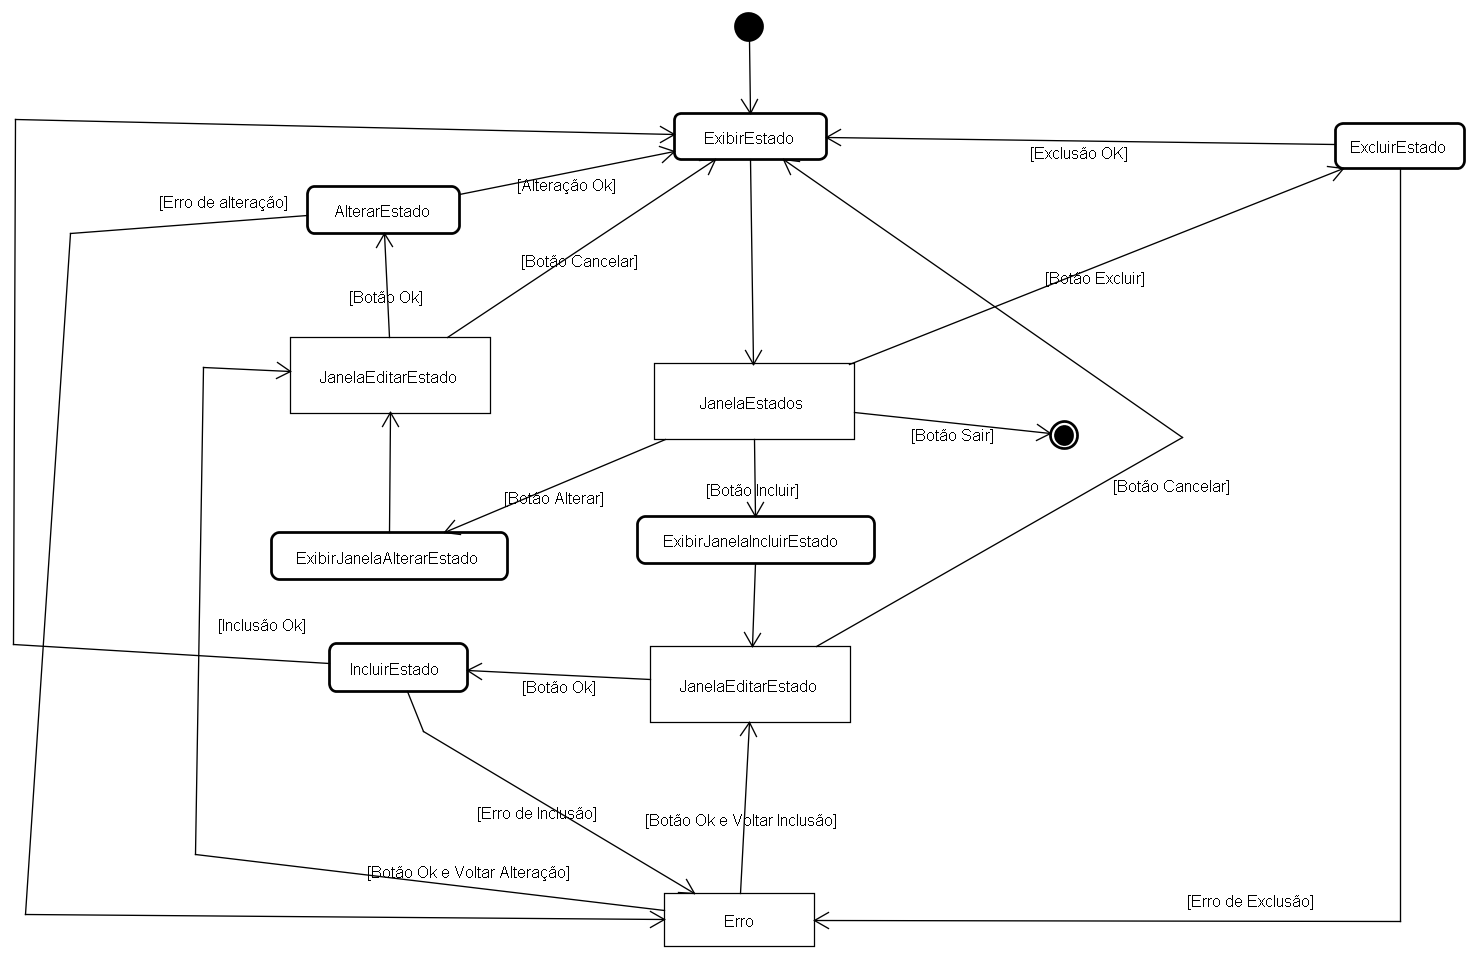 ExibirEstado
ExcluirEstado
[Exclusão OK]
[Alteração Ok]
[Erro de alteração]
AlterarEstado
[Botão Cancelar]
[Botão Excluir]
[Botão Ok]
JanelaEditarEstado
JanelaEstados
[Botão Sair]
[Botão Alterar]
[Botão Incluir]
[Botão Cancelar]
ExibirJanelaAlterarEstado
ExibirJanelaIncluirEstado
[Inclusão Ok]
IncluirEstado
[Botão Ok]
JanelaEditarEstado
[Erro de Inclusão]
[Botão Ok e Voltar Inclusão]
[Botão Ok e Voltar Alteração]
[Erro de Exclusão]
Erro